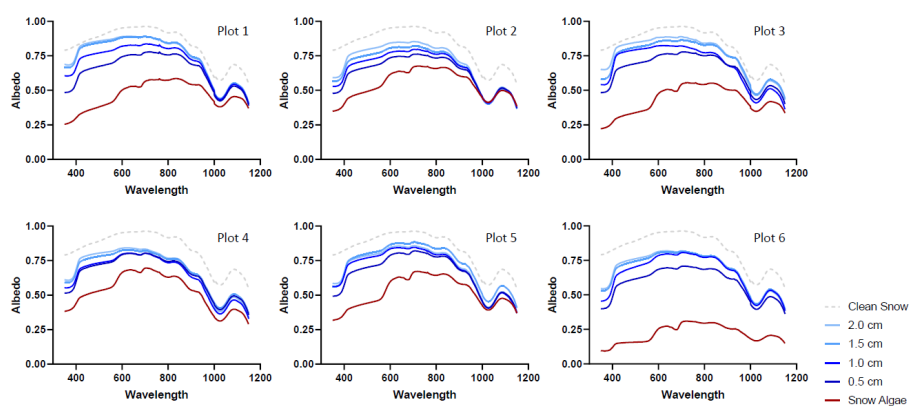 Plot 1
1.00
0.75
0.50
0.25
0.00
Albedo
400 600 800 1000 1200
Wavelength
Plot 2
1.00
0.75
0.50
0.25
0.00
Albedo
400 600 800 1000 1200
Wavelength
Plot 3
1.00
0.75
0.50
0.25
0.00
Albedo
400 600 800 1000 1200
Wavelength
Plot 4
1.00
0.75
0.50
0.25
0.00
Albedo
400 600 800 1000 1200
Wavelength
Plot 5
1.00
0.75
0.50
0.25
0.00
Albedo
400 600 800 1000 1200
Wavelength
Plot 6
1.00
0.75
0.50
0.25
0.00
Albedo
400 600 800 1000 1200
Wavelength
Clean Snow
2.0 cm
1.5 cm
1.0 cm
0.5 cm
Snow Algae